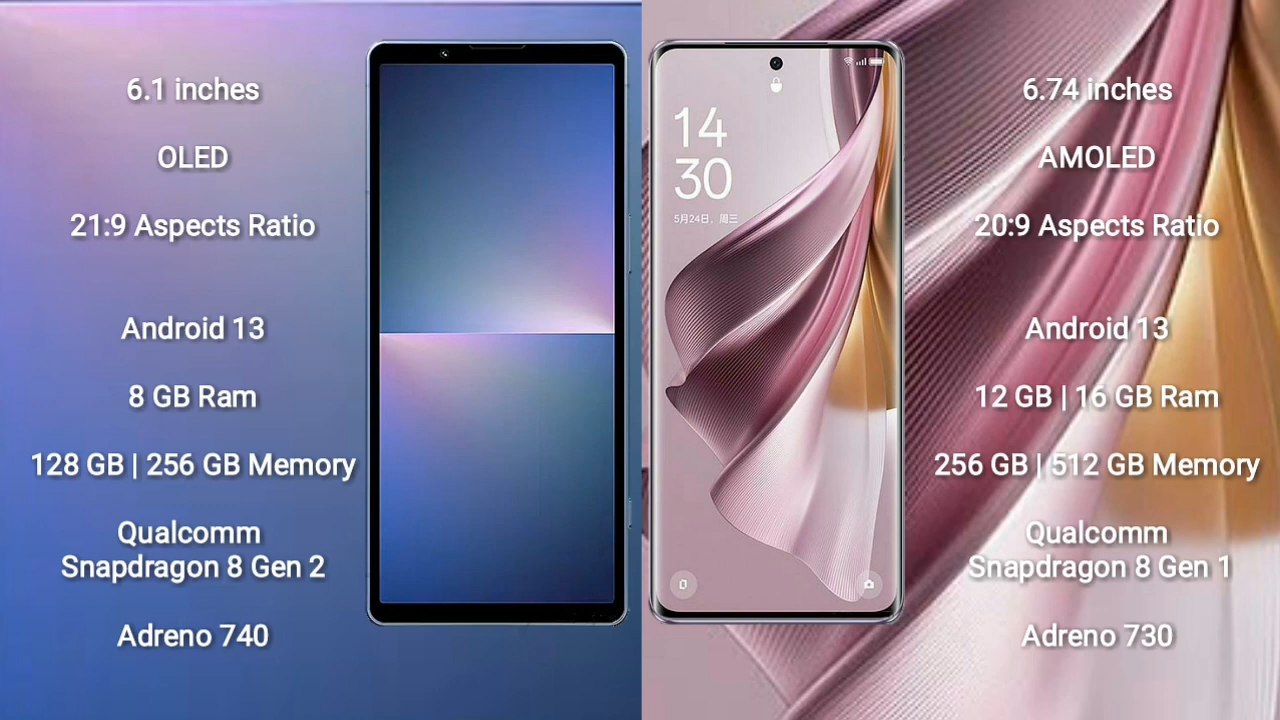 6.1 inches
OLED
21:9 Aspects Ratio
Android 13
8 GB Ram
128 GB | 256 GB Memory
Qualcomm
Snapdragon 8 Gen 2
Adreno 740
14
30
5月24日，周三
6.74 inches
AMOLED
20:9 Aspects Ratio
Android 13
12 GB | 16 GB Ram
256 GB | 512 GB Memory
Qualcomm
Snapdragon 8 Gen 1
Adreno 730